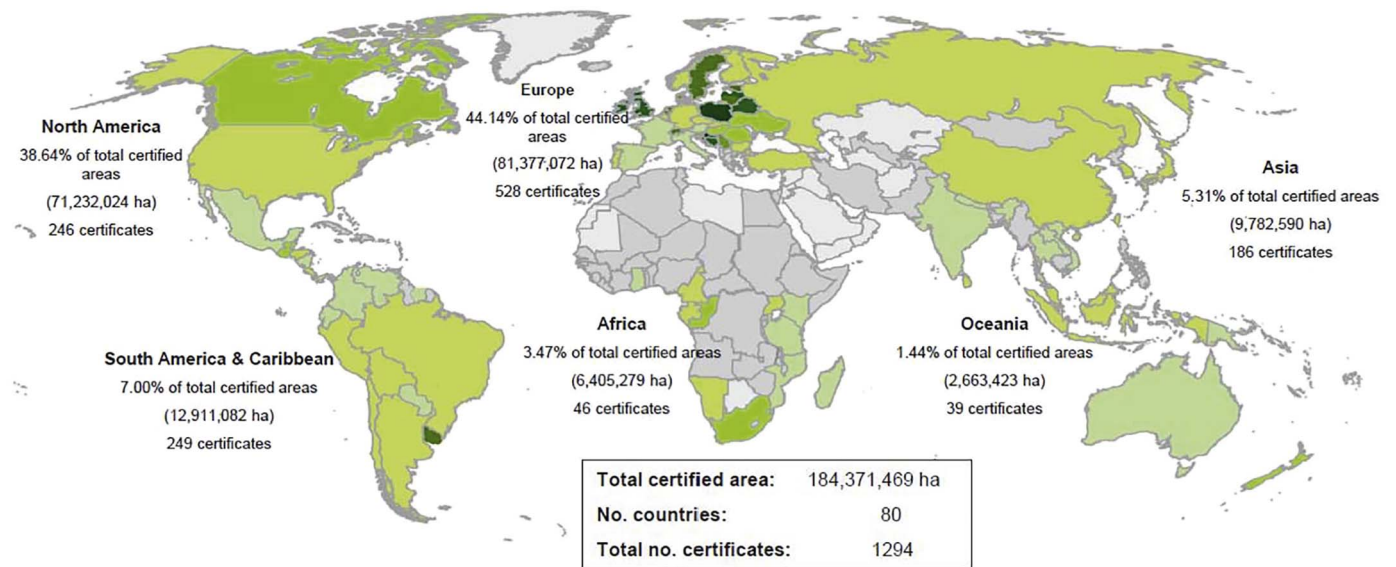 North America
38.64% of total certified
areas
(71,232,024 ha)
246 certificates
Europe
44.14% of total certified
areas
(81,377,072 ha)
528 certificates
Asia
5.31% of total certified areas
(9,782,590 ha)
186 certificates
South America & Caribbean
7.00% of total certified areas
(12,911,082 ha)
249 certificates
Africa
3.47% of total certified areas
(6,405,279 ha)
46 certificates
Oceania
1.44% of total certified areas
(2,663,423 ha)
39 certificates
Total certified area: 184,371,469 ha
No. countries: 80
Total no. certificates: 1294